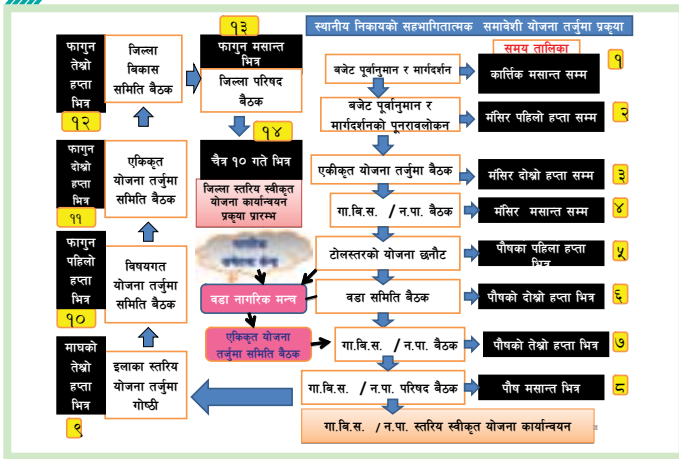 स्थानीय निकायको सहभागितात्मक समावेशी योजना तर्जुमा प्रकृया
समय तालिका
बजेट पूर्वानुमान र मार्गदर्शन
कार्त्तिक मसान्त सम्म
१
बजेट पूर्वानुमान र
मार्गदर्शनको पूनरावलोकन
मंसिर पहिलो हप्ता सम्म
२
एकीकृत योजना तर्जुमा बैठक
मंसिर दोश्रो हप्ता सम्म
३
गा.बि.स. / न.पा. बैठक
मंसिर मसान्त सम्म
४
टोलस्तरको योजना छनौट
पौषका पहिला हप्ता
भित्र
५
वडा नागरिक मन्च
वडा समिति बैठक
पौषको दोश्रो हप्ता भित्र
६
एकिकृत योजना
तर्जुमा समिति बैठक
गा.बि.स. / न.पा. बैठक
पौषको तेश्रो हप्ता भित्र
७
गा.बि.स. / न.पा. परिषद बैठक
पौष मसान्त भित्र
८
गा.बि.स. / न.पा. स्तरिय स्वीकृत योजना कार्यान्वयन
माघको
तेश्रो
हप्ता
भित्र
९
इलाका स्तरिय
योजना तर्जुमा
गोष्ठी
फागुन
पहिलो
हप्ता
भित्र
१०
बिषयगत
योजना तर्जुमा
समिति बैठक
फागुन
दोश्रो
हप्ता
भित्र
११
एकिकृत
योजना तर्जुमा
समिति बैठक
फागुन
तेश्रो
हप्ता
भित्र
१२
जिल्ला
बिकास
समिति बैठक
१३
फागुन मसान्त
भित्र
जिल्ला परिषद
बैठक
१४
चैत्र १० गते भित्र
जिल्ला स्तरिय स्वीकृत
योजना कार्यान्वयन
प्रकृया प्रारम्भ